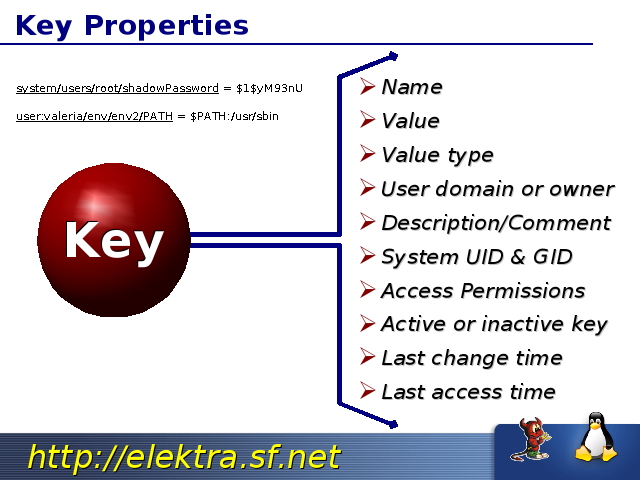 Key Properties
system/users/root/shadowPassword = $1$yM93nU
user:valeria/env/env2/PATH = $PATH:/usr/sbin
Key
Name
Value
Value type
User domain or owner
Description/Comment
System UID & GID
Access Permissions
Active or inactive key
Last change time
Last access time
http://elektra.sf.net